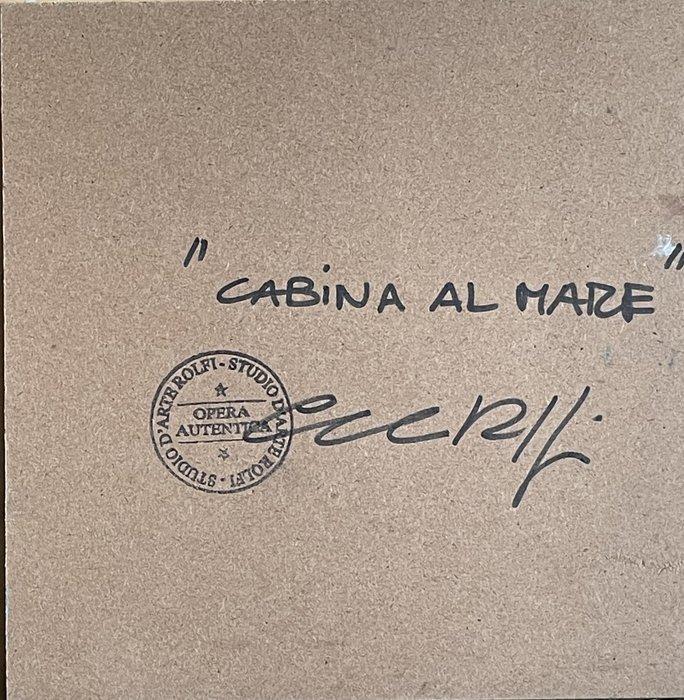 " CABiNA AL MARE "
STUDIO D'ARTE ROLFI - STUDIO D'ARTE ROLFI -
OPERA
AUTENTICA